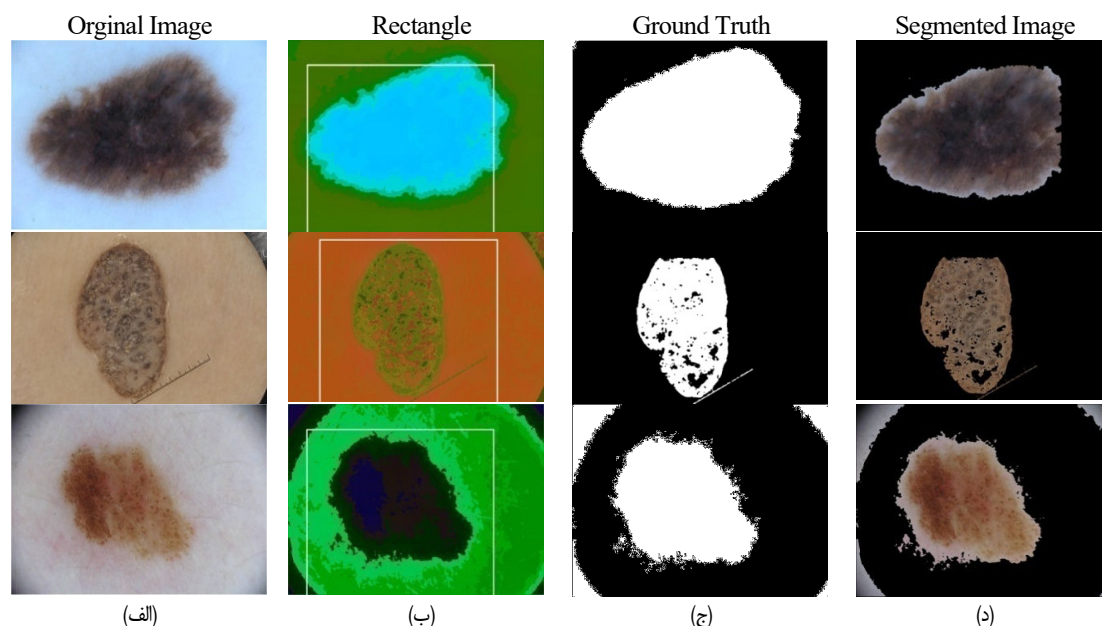 Orginal Image Rectangle Ground Truth Segmented Image
(الف) (ب) (ج) (د)